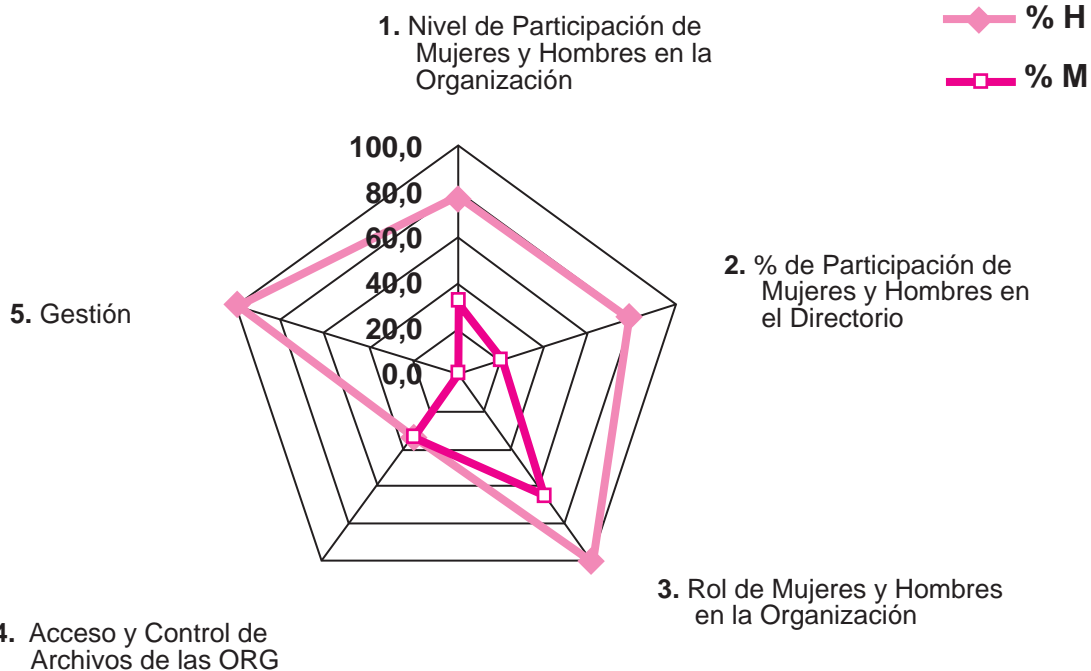 1. Nivel de Participación de
Mujeres y Hombres en la
Organización
% H
% M
100,0
80,0
60,0
40,0
20,0
0,0
2. % de Participación de
Mujeres y Hombres en
el Directorio
5. Gestión
3. Rol de Mujeres y Hombres
en la Organización
4. Acceso y Control de
Archivos de las ORG